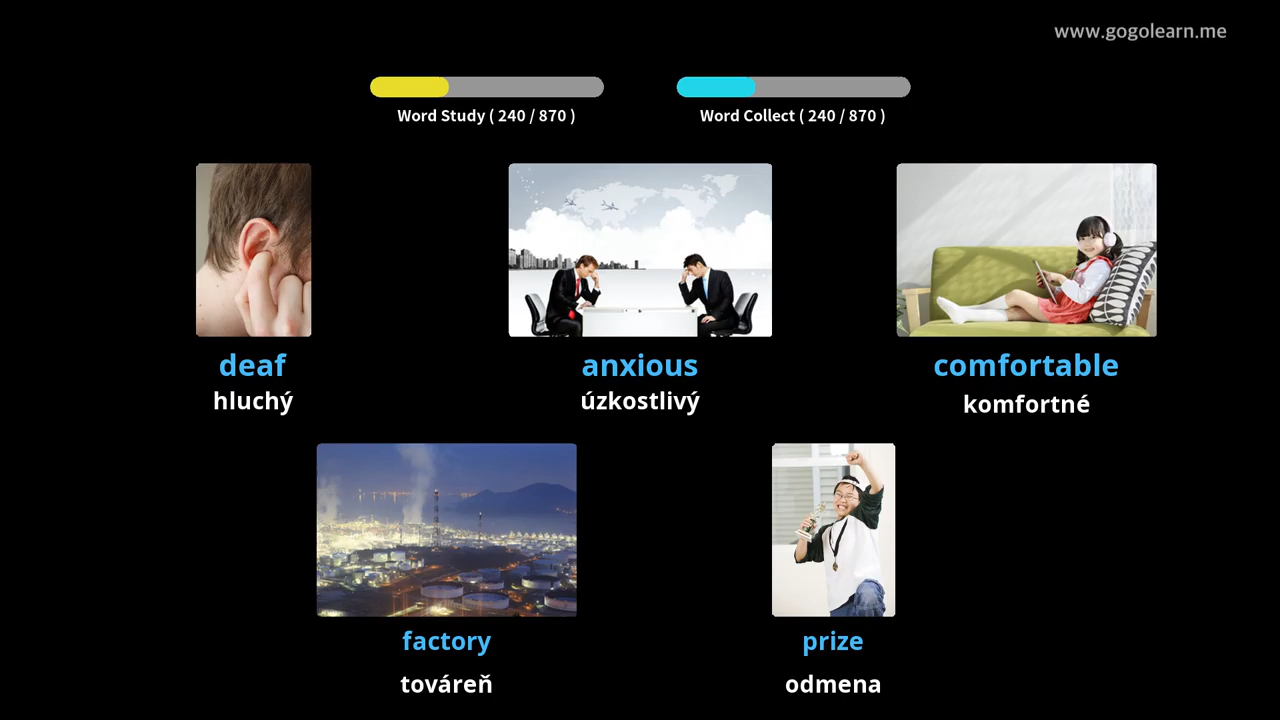 www.gogolearn.me
Word Study ( 240 / 870 )
Word Collect ( 240 / 870 )
deaf
hluchý
anxious
úzkostlivý
comfortable
komfortné
factory
továreň
prize
odmena